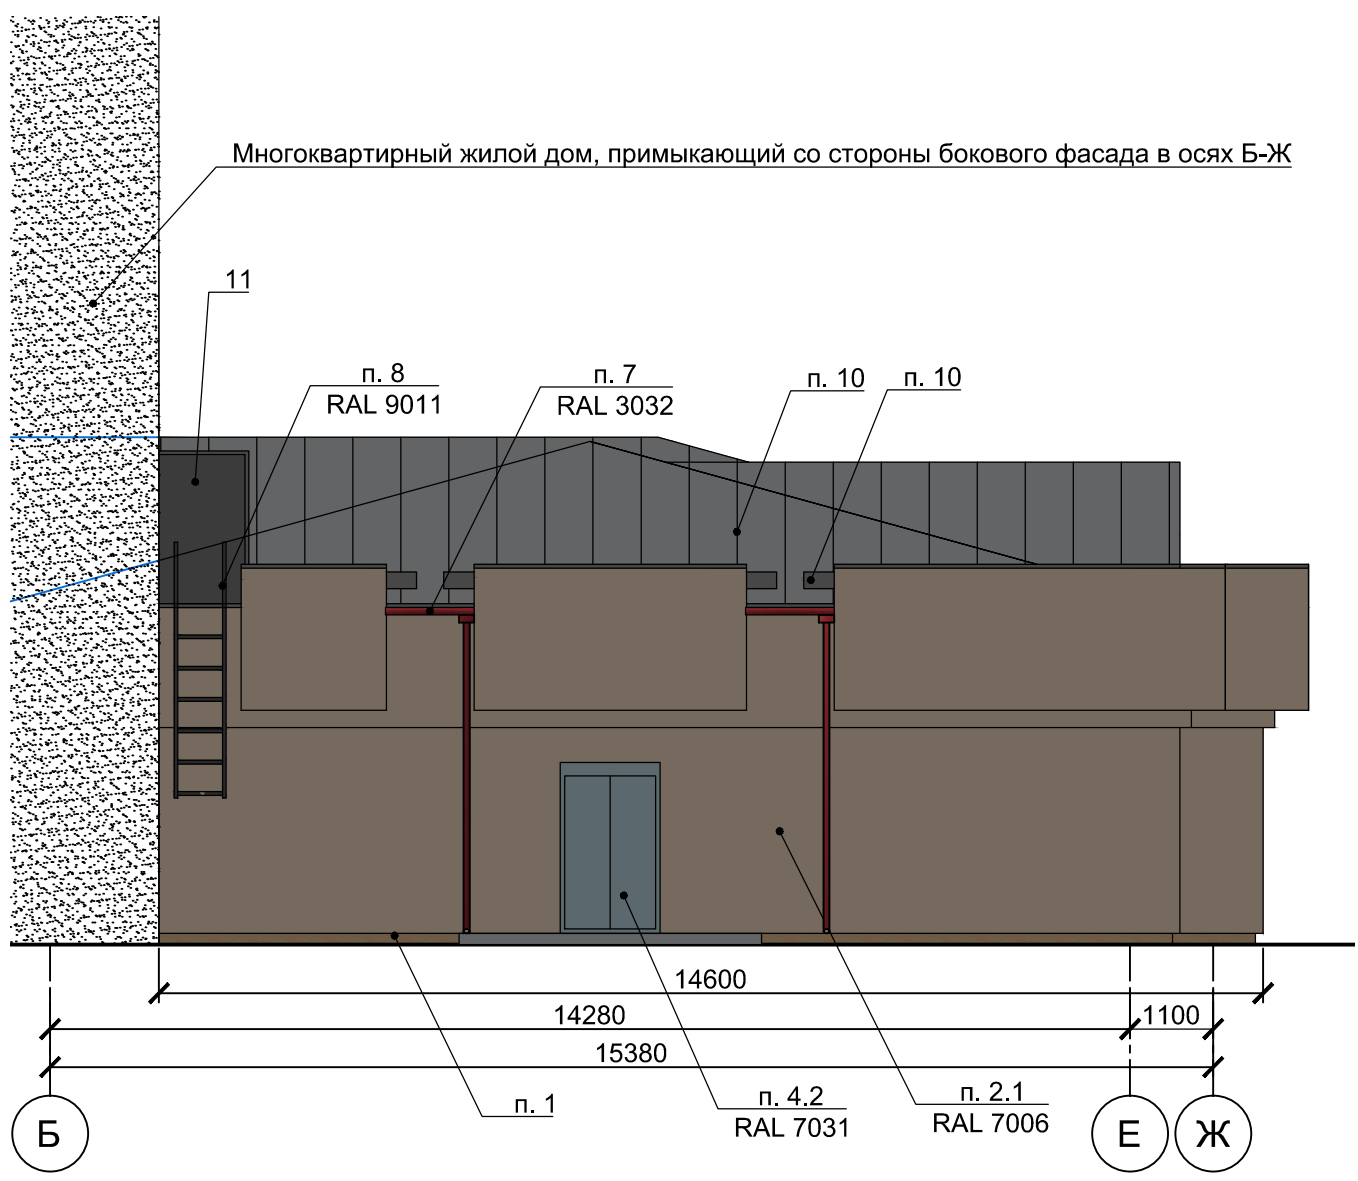 Многоквартирный жилой дом, примыкающий со стороны бокового фасада в осях Б-Ж
11
п. 8
RAL 9011
п. 7
RAL 3032
п. 10
п. 10
14600
14280
1100
15380
п. 1
п. 4.2
RAL 7031
п. 2.1
RAL 7006
Б
Е
Ж